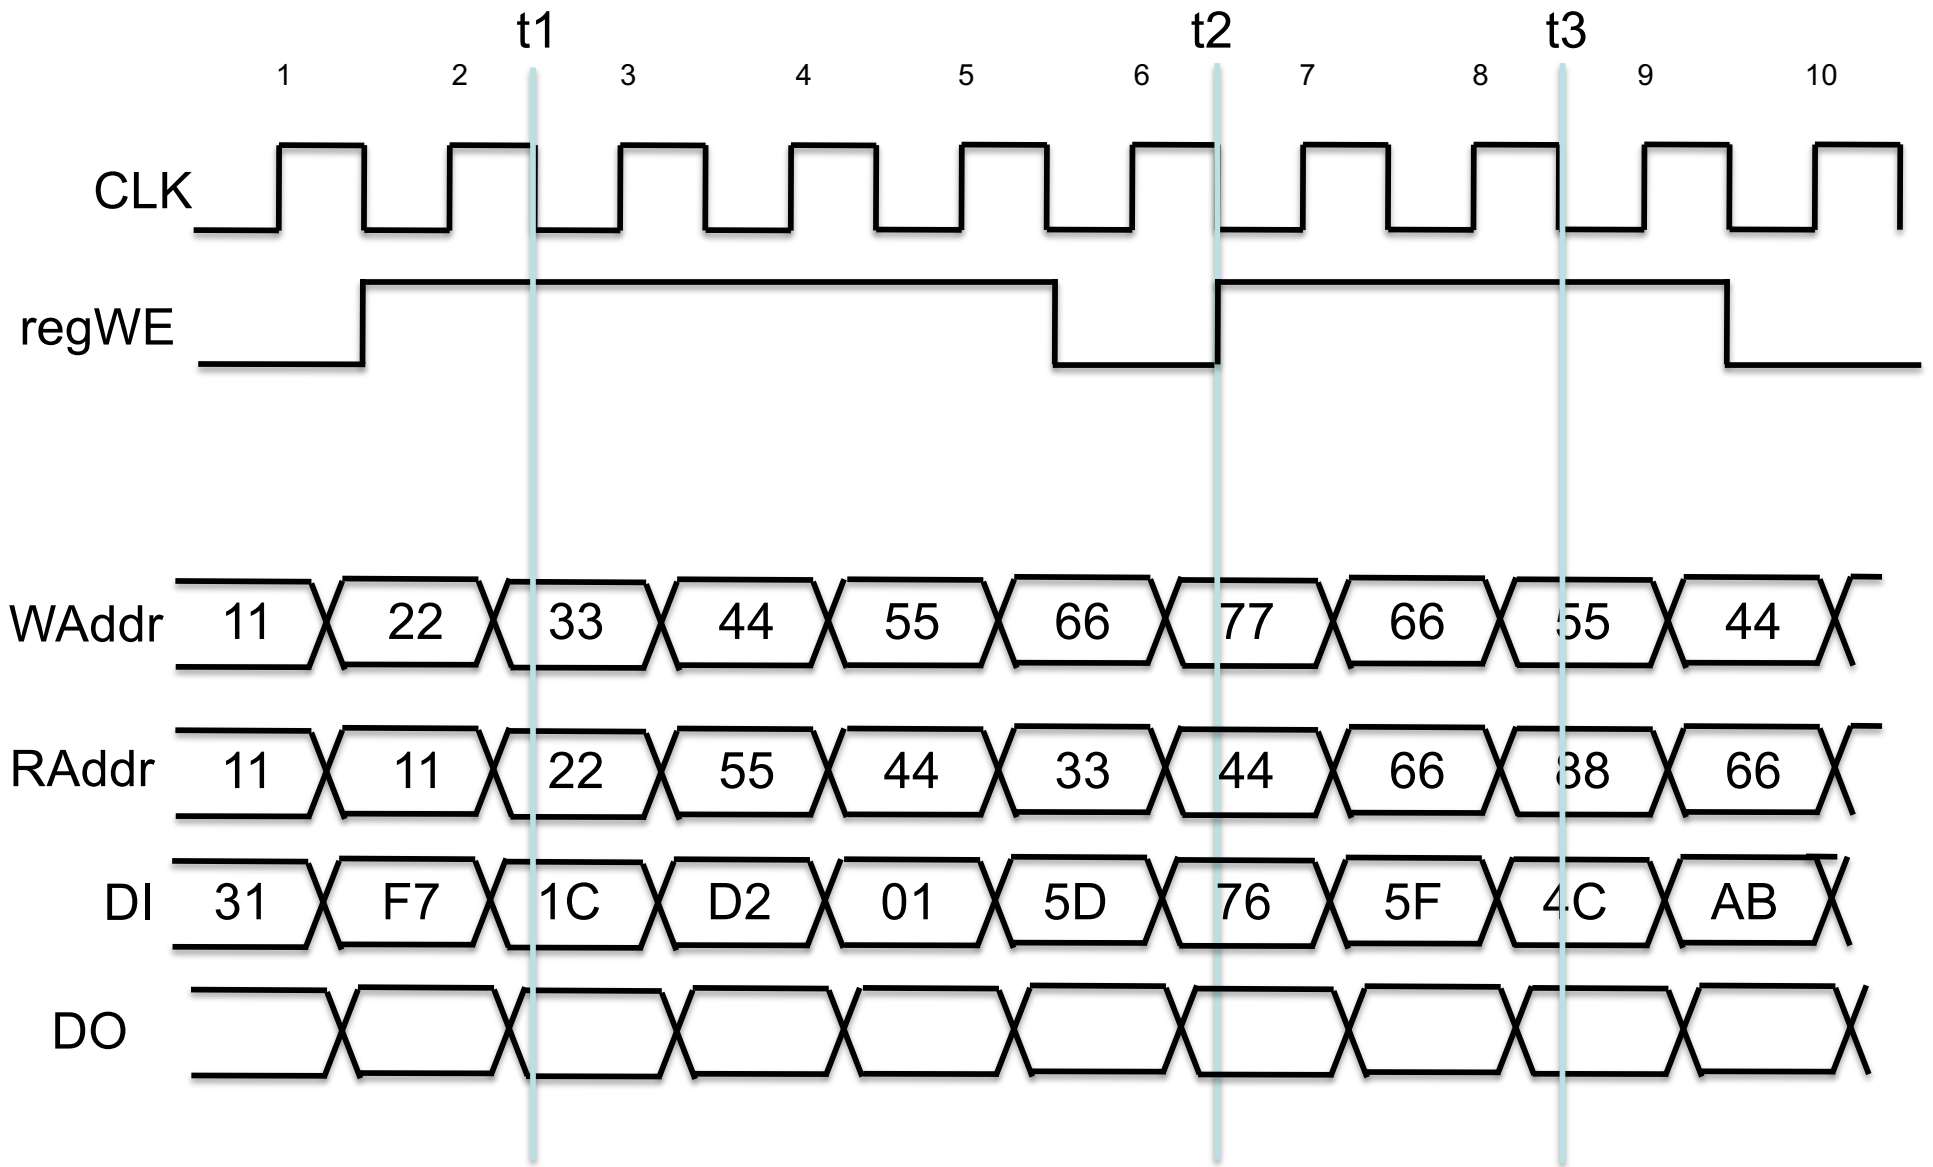 t1 t2 t3
1 2 3 4 5 6 7 8 9 10
CLK
regWE
WAddr 11 22 33 44 55 66 77 66 55 44
RAddr 11 11 22 55 44 33 44 66 88 66
DI 31 F7 1C D2 01 5D 76 5F 4C AB
DO